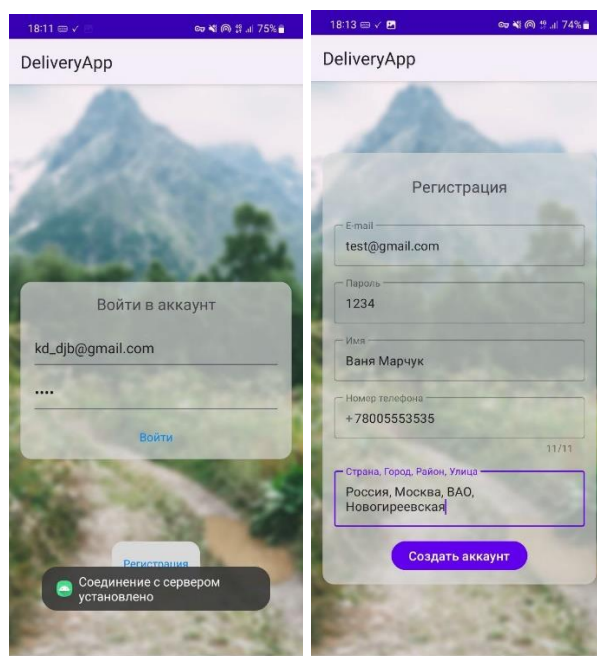 18:11
75%
DeliveryApp
Войти в аккаунт
kd_djb@gmail.com
••••
Войти
Регистрация
Соединение с сервером
установлено
18:13
74%
DeliveryApp
Регистрация
E-mail
test@gmail.com
Пароль
1234
Имя
Ваня Марчук
Номер телефона
+78005553535
11/11
Страна, Город, Район, Улица
Россия, Москва, ВАО,
Новогиреевская
Создать аккаунт